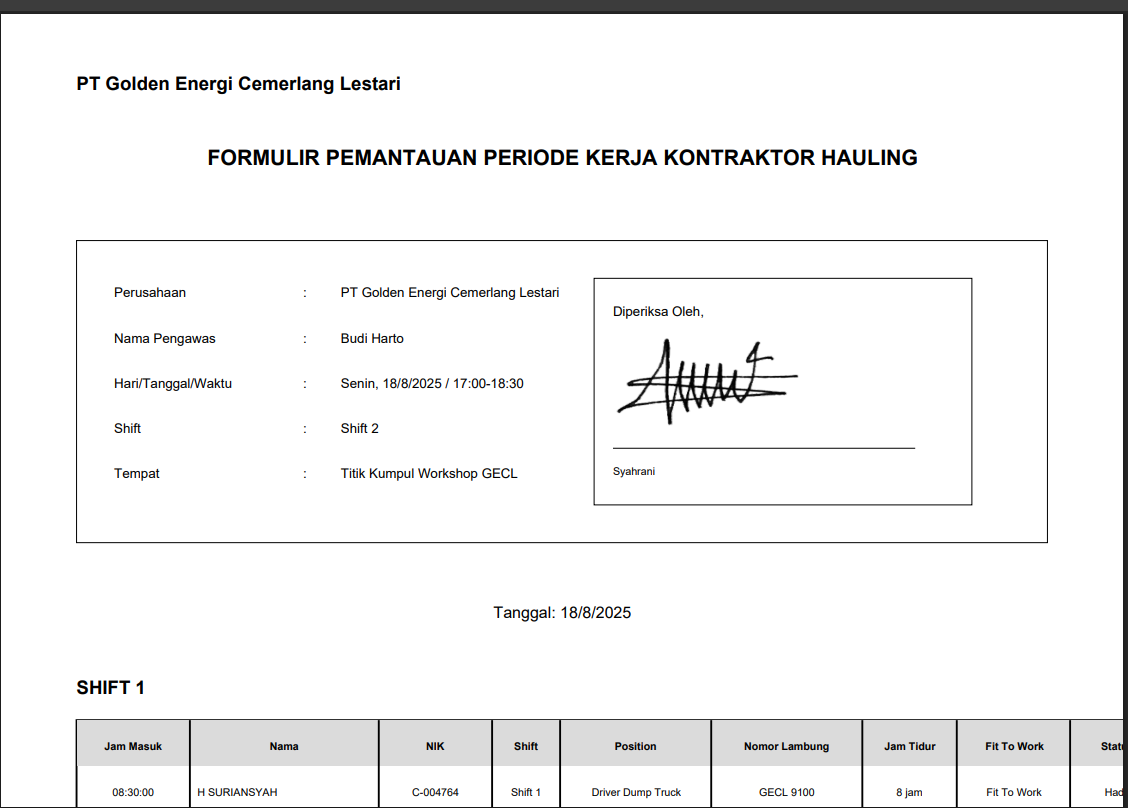 PT Golden Energi Cemerlang Lestari
FORMULIR PEMANTAUAN PERIODE KERJA KONTRAKTOR HAULING
Perusahaan : PT Golden Energi Cemerlang Lestari
Nama Pengawas : Budi Harto
Hari/Tanggal/Waktu : Senin, 18/8/2025 / 17:00-18:30
Shift : Shift 2
Tempat : Titik Kumpul Workshop GECL
Diperiksa Oleh,
Syahrani
Tanggal: 18/8/2025
SHIFT 1
Jam Masuk Nama NIK Shift Position Nomor Lambung Jam Tidur Fit To Work
08:30:00 H SURIANSYAH C-004764 Shift 1 Driver Dump Truck GECL 9100 8 jam Fit To Work